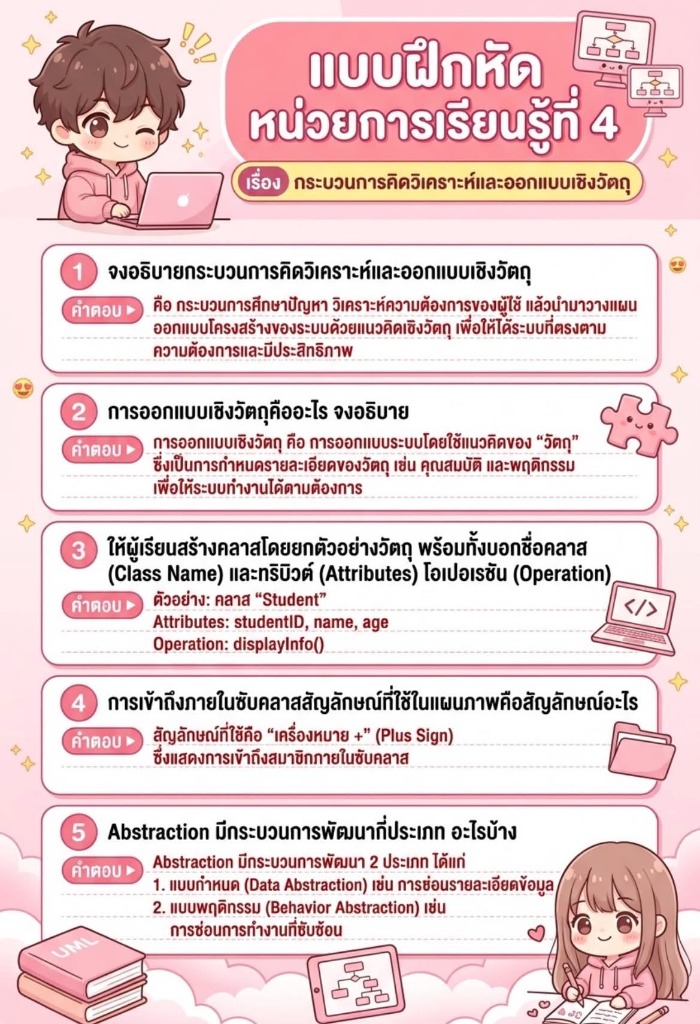 แบบฝึกหัด
หน่วยการเรียนรู้ที่ 4
เรื่อง กระบวนการคิดวิเคราะห์และออกแบบเชิงวัตถุ
1 จงอธิบายกระบวนการคิดวิเคราะห์และออกแบบเชิงวัตถุ
คำตอบ คือ กระบวนการศึกษาปัญหา วิเคราะห์ความต้องการของผู้ใช้ แล้วนำมาวางแผน
ออกแบบโครงสร้างของระบบด้วยแนวคิดเชิงวัตถุ เพื่อให้ได้ระบบที่ตรงตาม
ความต้องการและมีประสิทธิภาพ
2 การออกแบบเชิงวัตถุคืออะไร จงอธิบาย
คำตอบ การออกแบบเชิงวัตถุ คือ การออกแบบระบบโดยใช้แนวคิดของ “วัตถุ”
ซึ่งเป็นการกำหนดรายละเอียดของวัตถุ เช่น คุณสมบัติ และพฤติกรรม
เพื่อให้ระบบทำงานได้ตามต้องการ
3 ให้ผู้เรียนสร้างคลาสโดยยกตัวอย่างวัตถุ พร้อมทั้งบอกชื่อคลาส
(Class Name) และทริบิวต์ (Attributes) โอเปอเรชัน (Operation)
คำตอบ ตัวอย่าง: คลาส “Student”
Attributes: studentID, name, age
Operation: displayInfo()
</>
4 การเข้าถึงภายในซับคลาสสัญลักษณ์ที่ใช้ในแผนภาพคือสัญลักษณ์อะไร
คำตอบ สัญลักษณ์ที่ใช้คือ “เครื่องหมาย +” (Plus Sign)
ซึ่งแสดงการเข้าถึงสมาชิกภายในซับคลาส
5 Abstraction มีกระบวนการพัฒนากี่ประเภท อะไรบ้าง
คำตอบ Abstraction มีกระบวนการพัฒนา 2 ประเภท ได้แก่
1. แบบกำหนด (Data Abstraction) เช่น การซ่อนรายละเอียดข้อมูล
2. แบบพฤติกรรม (Behavior Abstraction) เช่น
การซ่อนการทำงานที่ซับซ้อน
UML